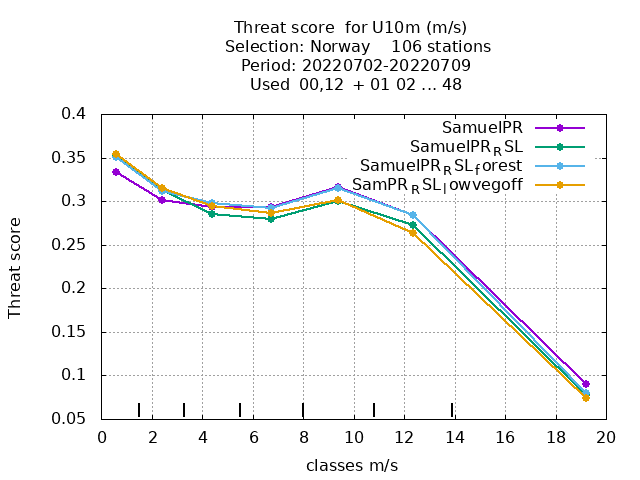 Threat score for U10m (m/s)
Selection: Norway 106 stations
Period: 20220702-20220709
Used 00,12 + 01 02 ... 48
0.4
0.35
0.3
0.25
0.2
0.15
0.1
0.05
Threat score
SamuelPR
SamuelPR_RSL
SamuelPR_RSL_forest
SamPR_RSL_lowvegoff
0 2 4 6 8 10 12 14 16 18 20
classes m/s